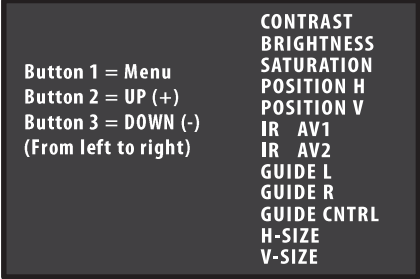 Button 1 = Menu
Button 2 = UP (+)
Button 3 = DOWN (-)
(From left to right)
CONTRAST
BRIGHTNESS
SATURATION
POSITION H
POSITION V
IR AV1
IR AV2
GUIDE L
GUIDE R
GUIDE CNTRL
H-SIZE
V-SIZE